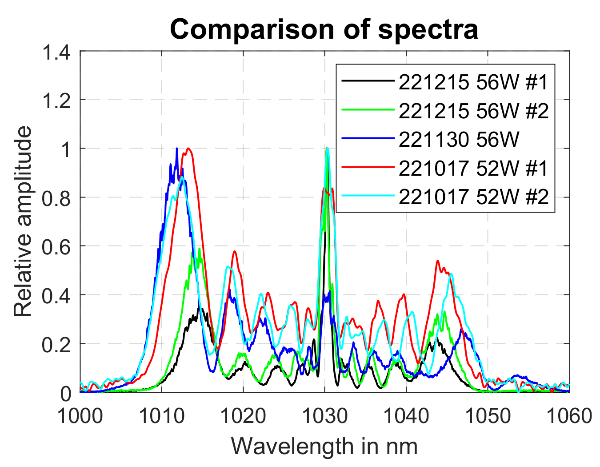 Comparison of spectra
1.4
1.2
1
0.8
0.6
0.4
0.2
0
Relative amplitude
221215 56W #1
221215 56W #2
221130 56W
221017 52W #1
221017 52W #2
1000 1010 1020 1030 1040 1050 1060
Wavelength in nm